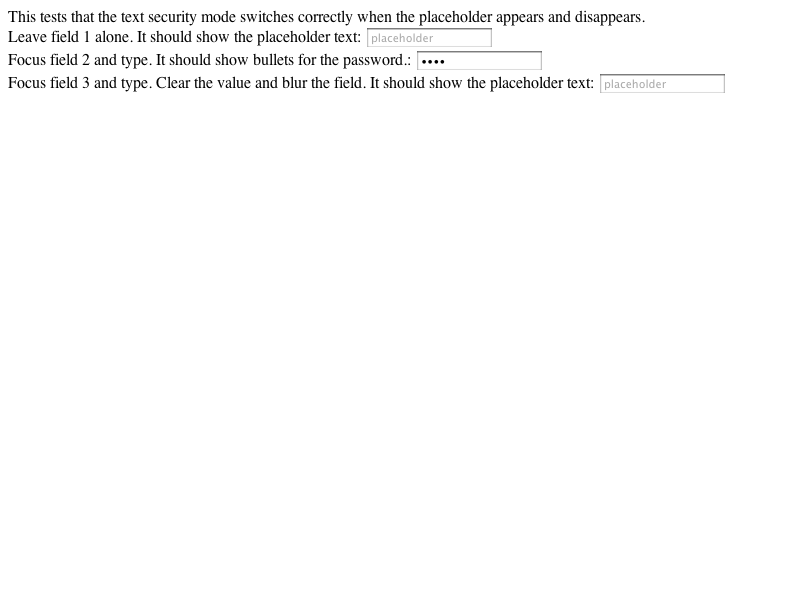 This tests that the text security mode switches correctly when the placeholder appears and disappears.
Leave field 1 alone. It should show the placeholder text: placeholder
Focus field 2 and type. It should show bullets for the password.: ••••
Focus field 3 and type. Clear the value and blur the field. It should show the placeholder text: placeholder